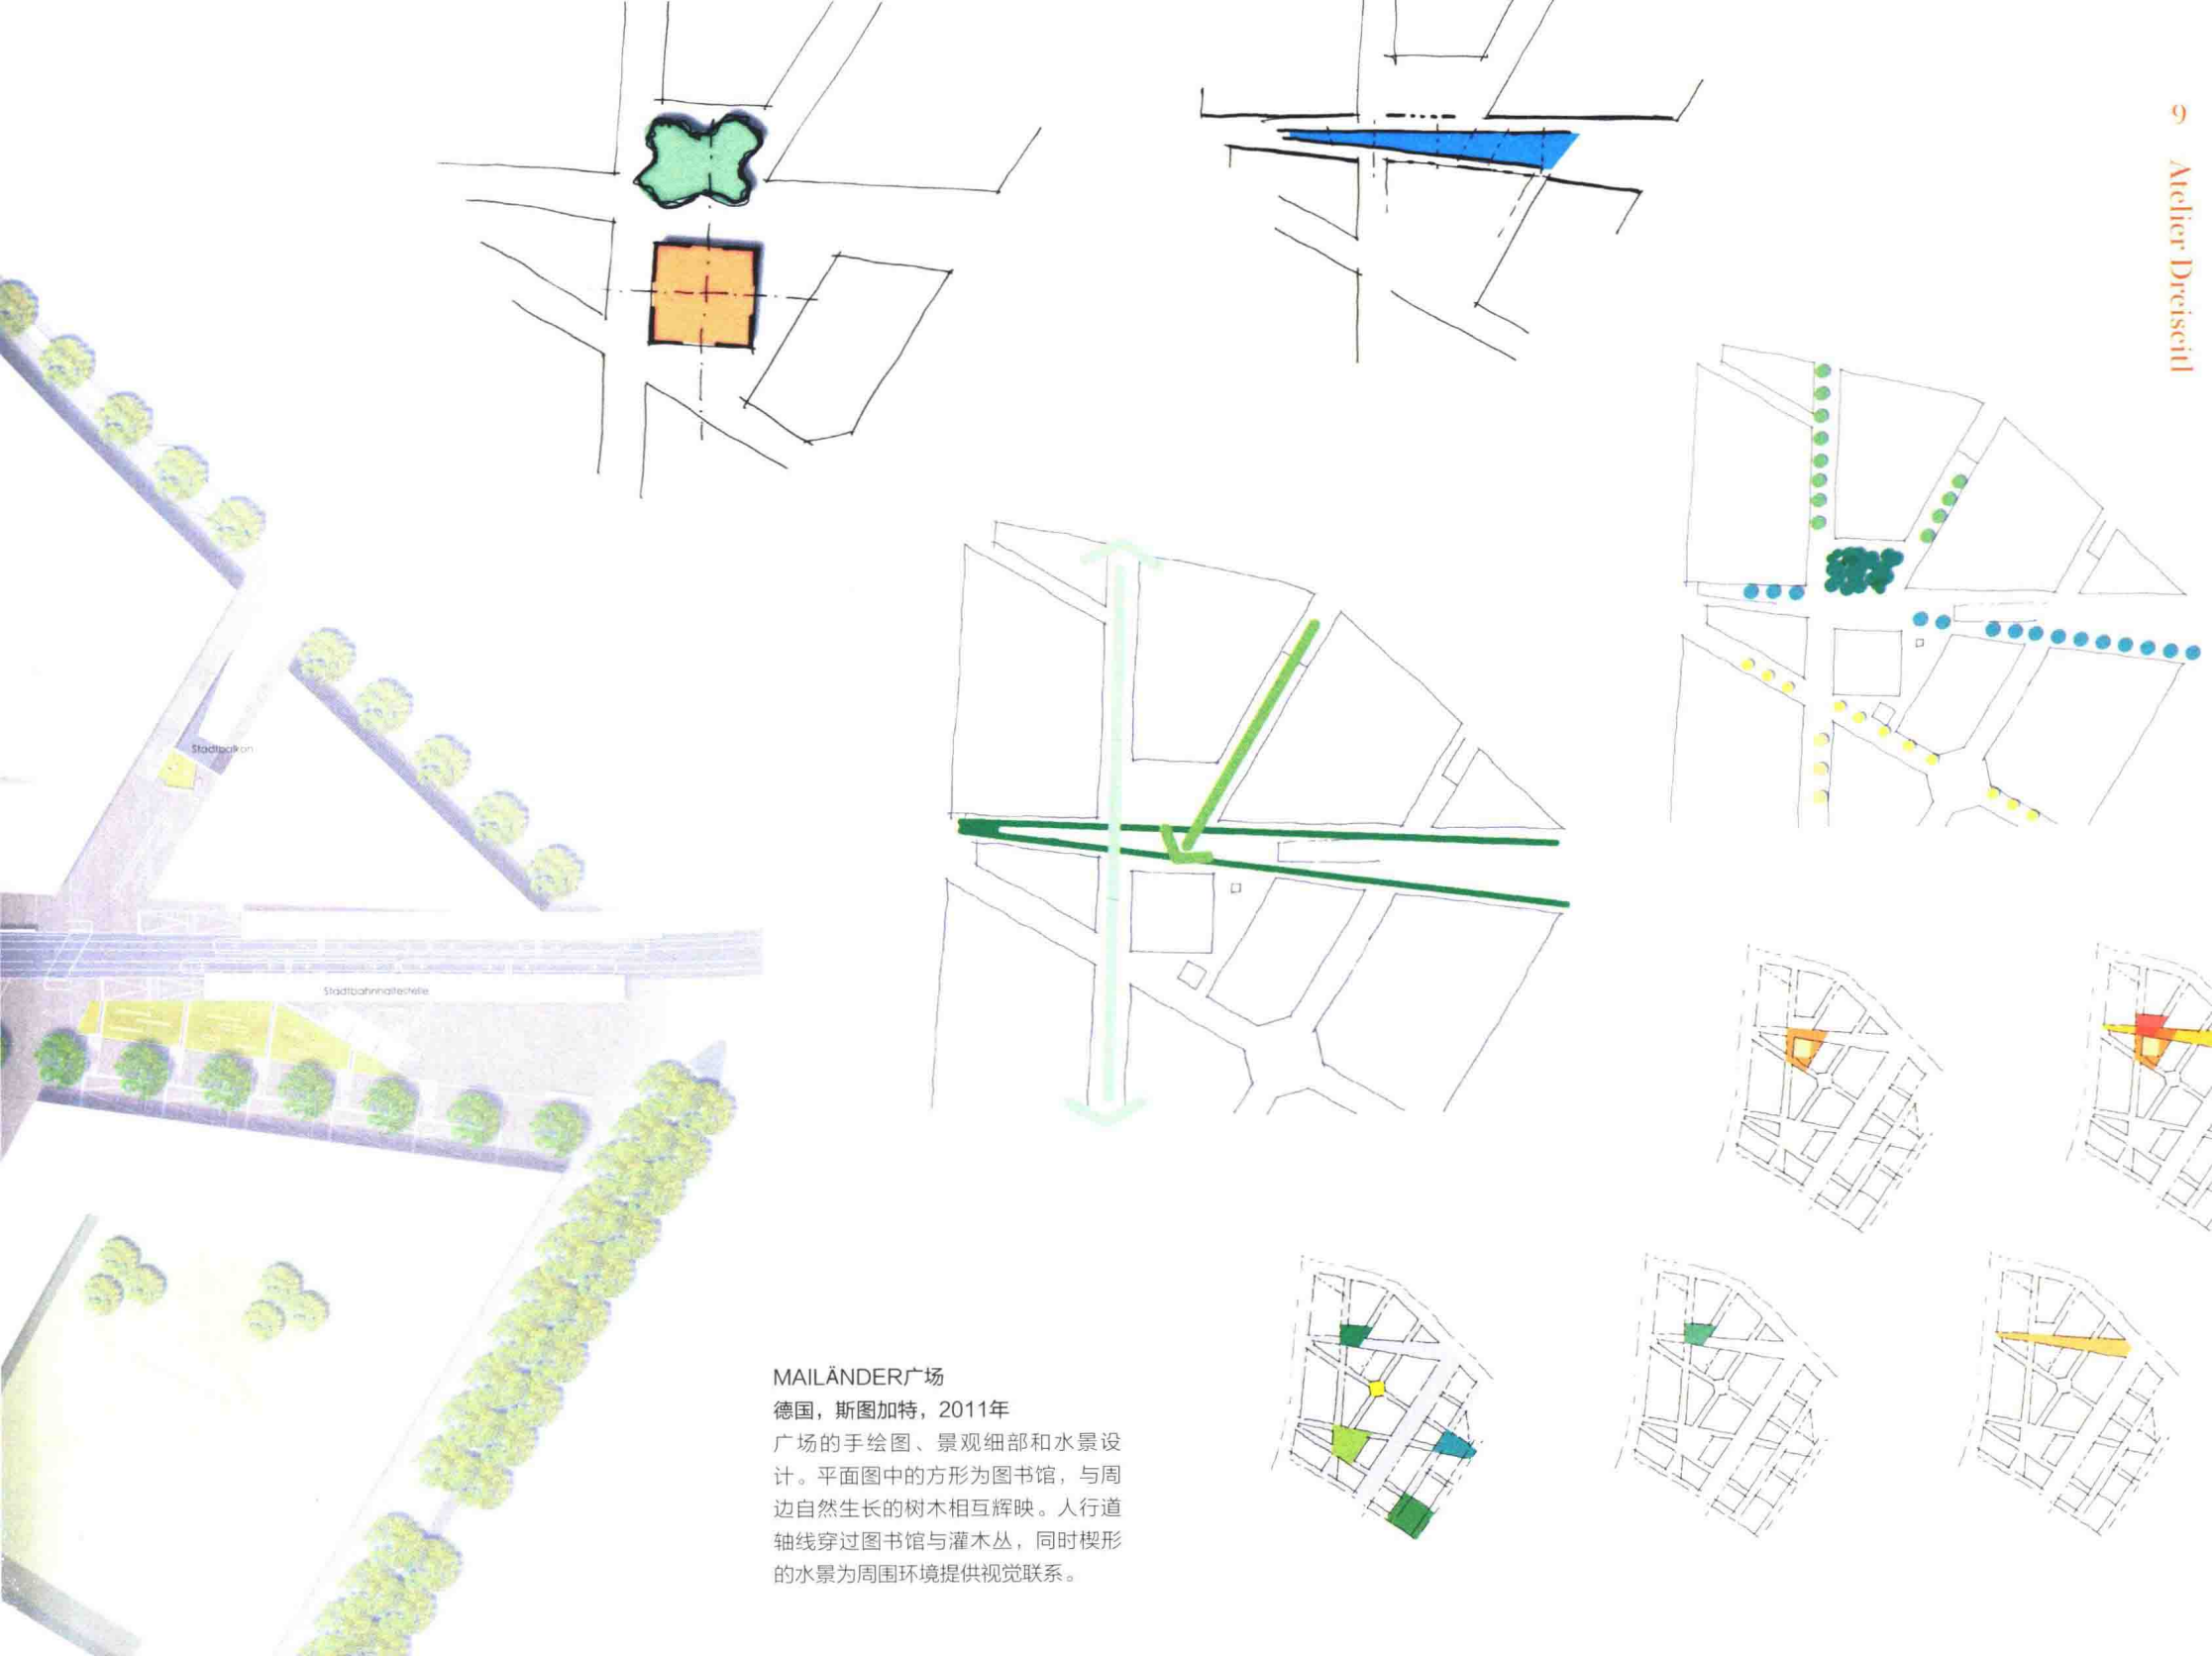 9 Atelier Dreiseitl
Stadtbalkon
Stadtbahnhaltestelle
MAILÄNDER广场
德国，斯图加特，2011年
广场的手绘图、景观细部和水景设
计。平面图中的方形为图书馆，与周
边自然生长的树木相互辉映。人行道
轴线穿过图书馆与灌木丛，同时楔形
的水景为周围环境提供视觉联系。